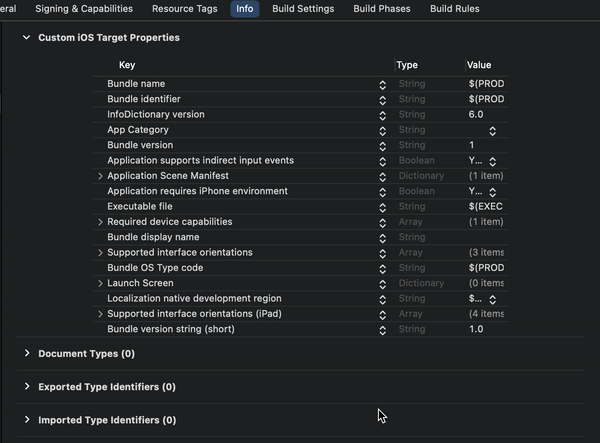 eral Signing & Capabilities Resource Tags Info Build Settings Build Phases Build Rules
Custom iOS Target Properties
Key Type Value
Bundle name String $(PROD
Bundle identifier String $(PROD
InfoDictionary version String 6.0
App Category String
Bundle version String 1
Application supports indirect input events Boolean Y...
Application Scene Manifest Dictionary (1 item)
Application requires iPhone environment Boolean Y...
Executable file String $(EXEC
Required device capabilities Array (1 item)
Bundle display name String
Supported interface orientations Array (3 items
Bundle OS Type code String $(PROD
Launch Screen Dictionary (0 items
Localization native development region String $...
Supported interface orientations (iPad) Array (4 items
Bundle version string (short) String 1.0
Document Types (0)
Exported Type Identifiers (0)
Imported Type Identifiers (0)